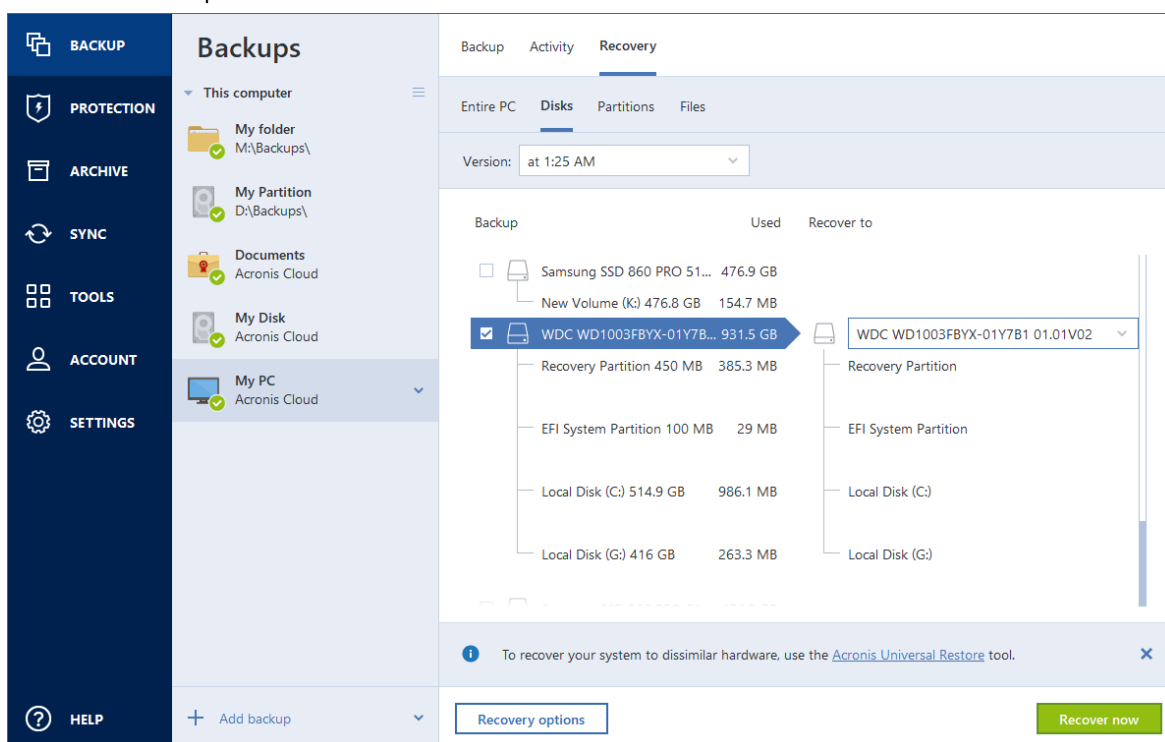 BACKUP
PROTECTION
ARCHIVE
SYNC
TOOLS
ACCOUNT
SETTINGS
HELP
Backups
This computer
My folder
M:\Backups\
My Partition
D:\Backups\
Documents
Acronis Cloud
My Disk
Acronis Cloud
My PC
Acronis Cloud
Add backup
Backup Activity Recovery
Entire PC Disks Partitions Files
Version: at 1:25 AM
Backup Used Recover to
Samsung SSD 860 PRO 51... 476.9 GB
New Volume (K:) 476.8 GB 154.7 MB
WDC WD1003FBYX-01Y7B... 931.5 GB WDC WD1003FBYX-01Y7B1 01.01V02
Recovery Partition 450 MB 385.3 MB Recovery Partition
EFI System Partition 100 MB 29 MB EFI System Partition
Local Disk (C:) 514.9 GB 986.1 MB Local Disk (C:)
Local Disk (G:) 416 GB 263.3 MB Local Disk (G:)
To recover your system to dissimilar hardware, use the Acronis Universal Restore tool.
Recovery options Recover now